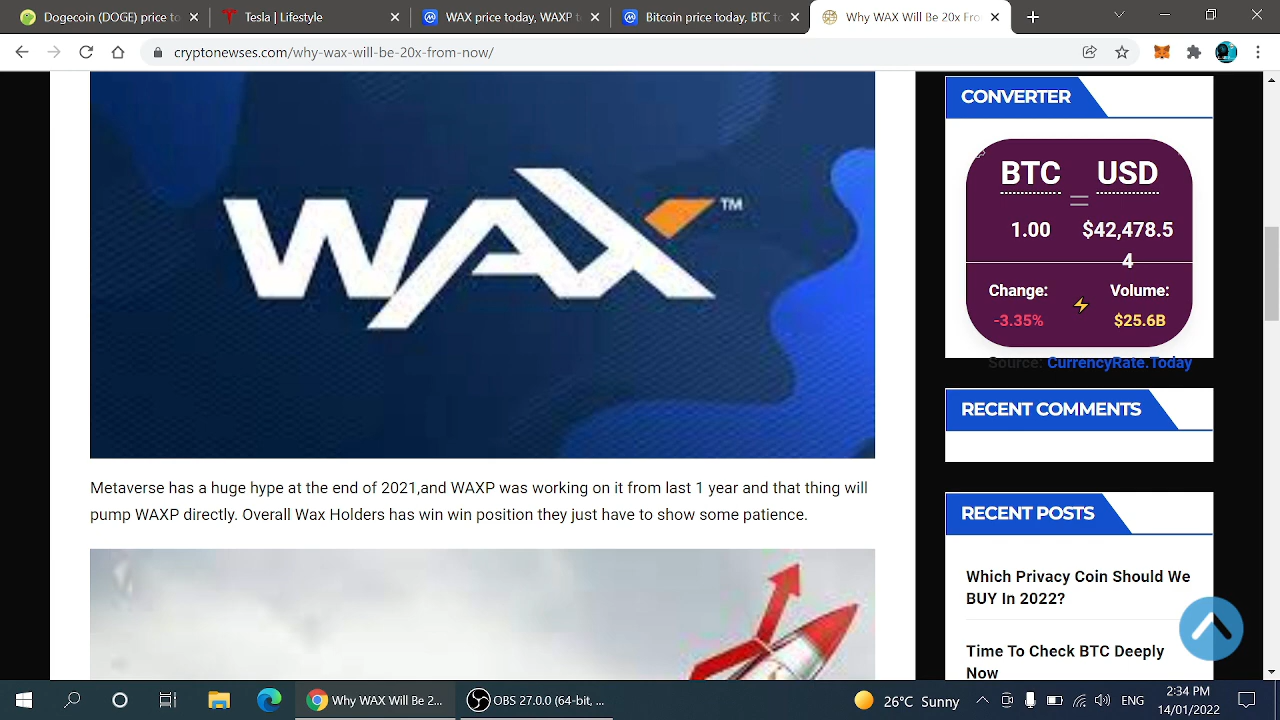 Dogecoin (DOGE) price to
Tesla | Lifestyle
WAX price today, WAXP to
Bitcoin price today, BTC to
Why WAX Will Be 20x Fro
cryptonewses.com/why-wax-will-be-20x-from-now/
WAX™
Metaverse has a huge hype at the end of 2021,and WAXP was working on it from last 1 year and that thing will
pump WAXP directly. Overall Wax Holders has win win position they just have to show some patience.
CONVERTER
BTC = USD
1.00 $42,478.5
4
Change: Volume:
-3.35% $25.6B
Source: CurrencyRate.Today
RECENT COMMENTS
RECENT POSTS
Which Privacy Coin Should We
BUY In 2022?
Time To Check BTC Deeply
Now
Why WAX Will Be 2...
OBS 27.0.0 (64-bit, ...
26°C Sunny
ENG
2:34 PM
14/01/2022